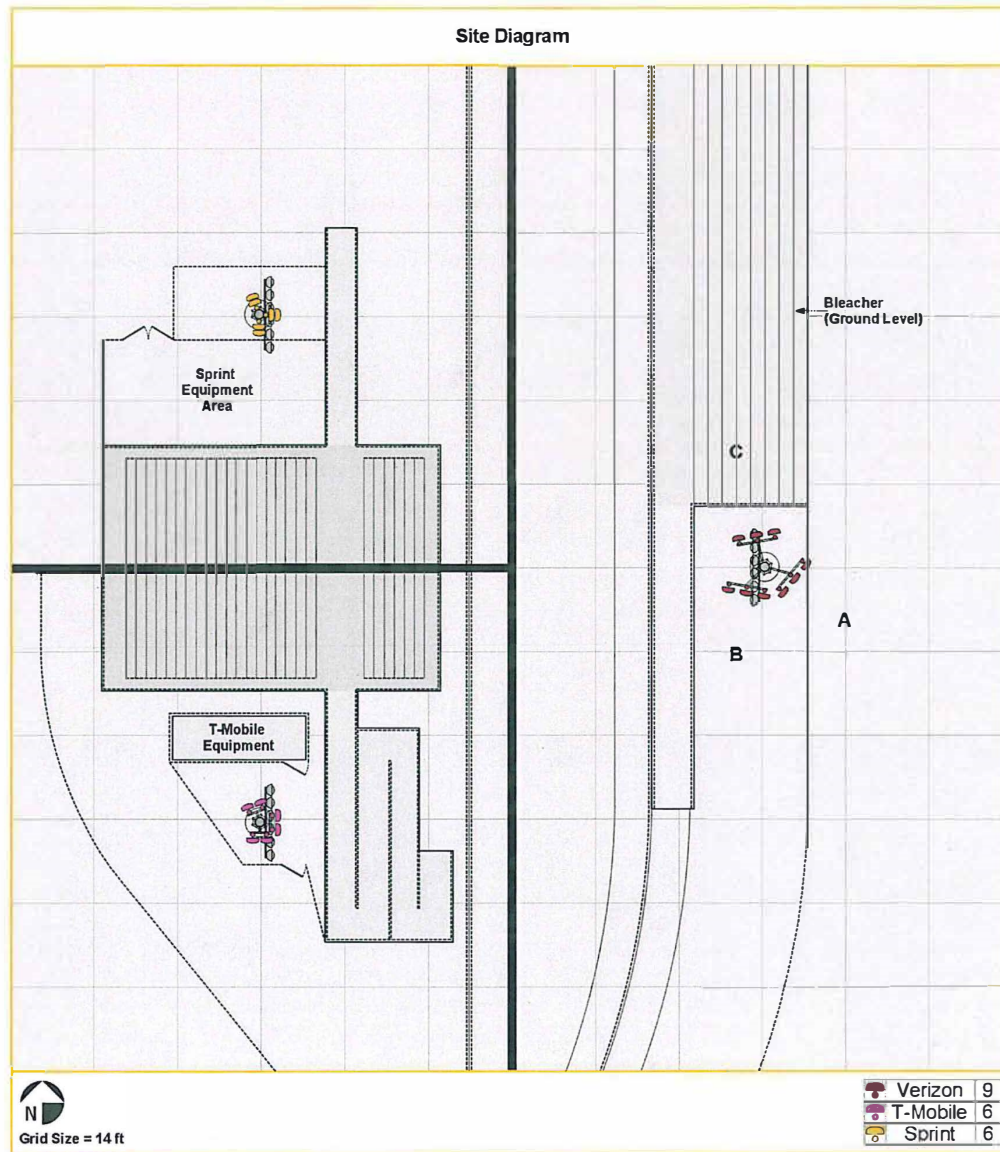 Site Diagram
Bleacher
(Ground Level)
Sprint
Equipment
Area
C
A
B
T-Mobile
Equipment
N
Grid Size = 14 ft
Verizon 9
T-Mobile 6
Sprint 6